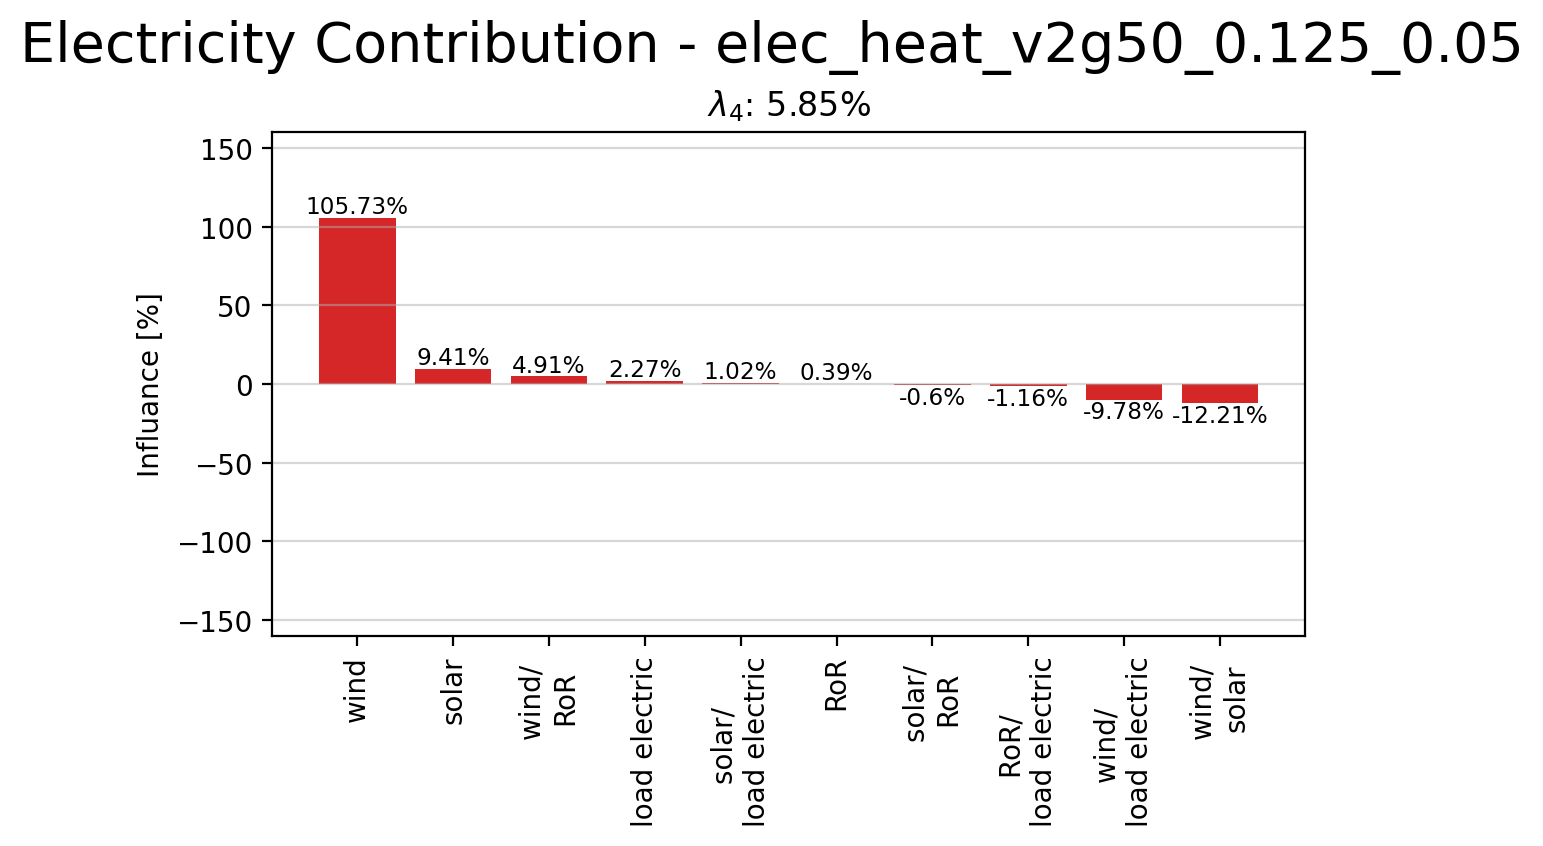 Electricity Contribution - elec_heat_v2g50_0.125_0.05
λ₄: 5.85%
Influance [%]
150
100
50
0
−50
−100
−150
105.73%
9.41%
4.91%
2.27%
1.02%
0.39%
-0.6%
-1.16%
-9.78%
-12.21%
wind
solar
wind/
RoR
load electric
solar/
load electric
RoR
solar/
RoR
RoR/
load electric
wind/
load electric
wind/
solar